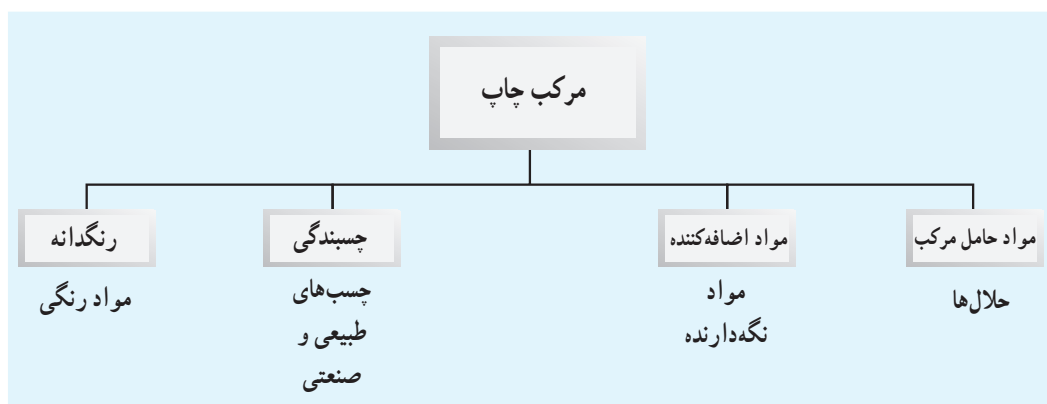 مرکب چاپ
مواد حامل مرکب
حلال‌ها
مواد اضافه‌کننده
مواد
نگه‌دارنده
چسبندگی
چسب‌های
طبیعی و
صنعتی
رنگدانه
مواد رنگی